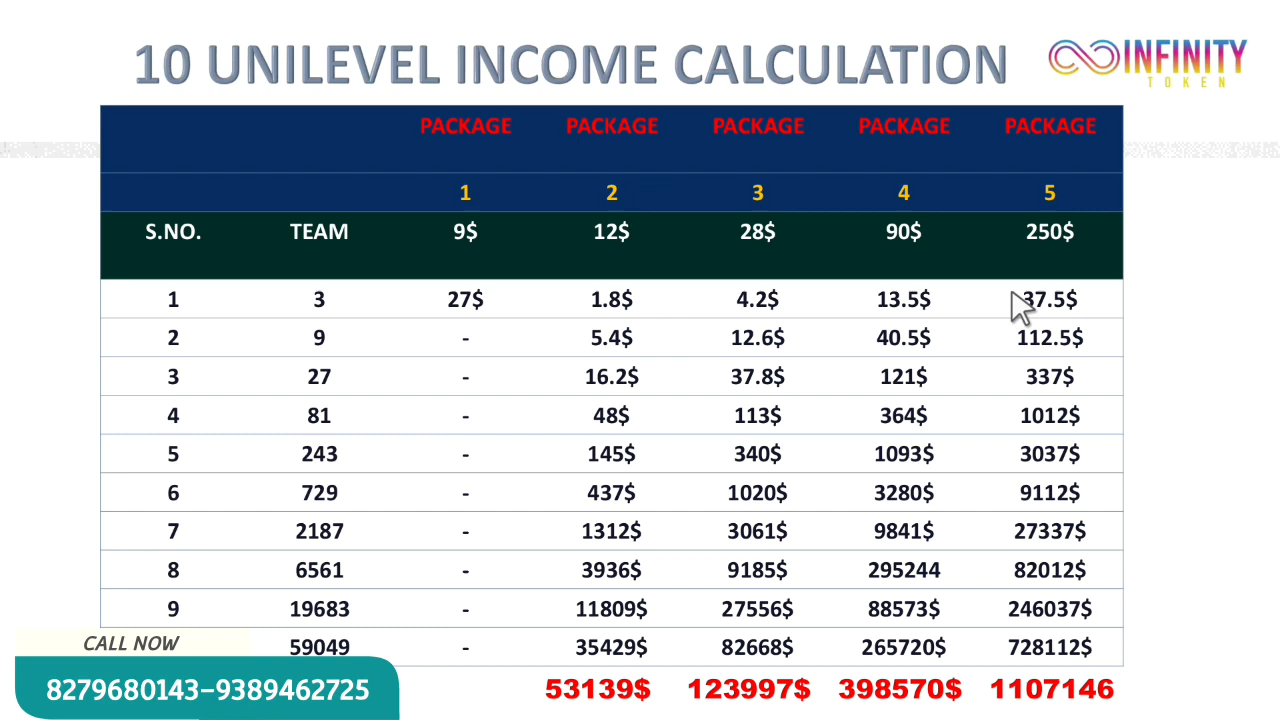 10 UNILEVEL INCOME CALCULATION
INFINITY
TOKEN
PACKAGE PACKAGE PACKAGE PACKAGE PACKAGE
1 2 3 4 5
S.NO. TEAM 9$ 12$ 28$ 90$ 250$
1 3 27$ 1.8$ 4.2$ 13.5$ 37.5$
2 9 - 5.4$ 12.6$ 40.5$ 112.5$
3 27 - 16.2$ 37.8$ 121$ 337$
4 81 - 48$ 113$ 364$ 1012$
5 243 - 145$ 340$ 1093$ 3037$
6 729 - 437$ 1020$ 3280$ 9112$
7 2187 - 1312$ 3061$ 9841$ 27337$
8 6561 - 3936$ 9185$ 295244 82012$
9 19683 - 11809$ 27556$ 88573$ 246037$
59049 - 35429$ 82668$ 265720$ 728112$
CALL NOW
8279680143-9389462725
53139$ 123997$ 398570$ 1107146